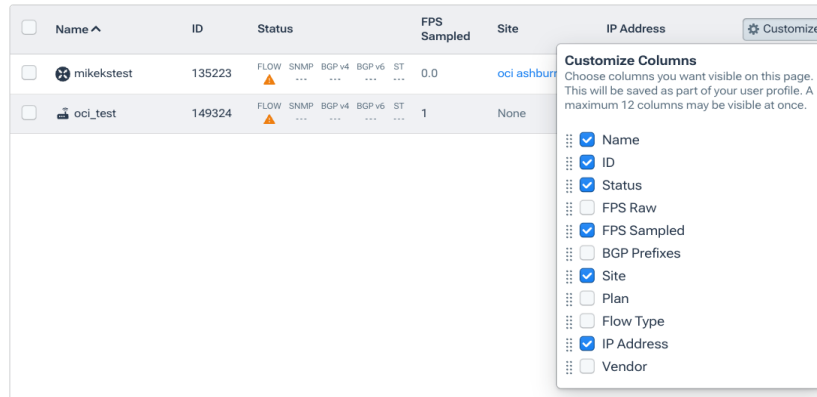 Name ID Status FPS Sampled Site IP Address Customize
FLOW SNMP BGP v4 BGP v6 ST
mikekstest 135223 --- --- --- --- 0.0 oci ashburn
FLOW SNMP BGP v4 BGP v6 ST
oci_test 149324 --- --- --- --- 1 None
Customize Columns
Choose columns you want visible on this page.
This will be saved as part of your user profile. A
maximum 12 columns may be visible at once.
Name
ID
Status
FPS Raw
FPS Sampled
BGP Prefixes
Site
Plan
Flow Type
IP Address
Vendor